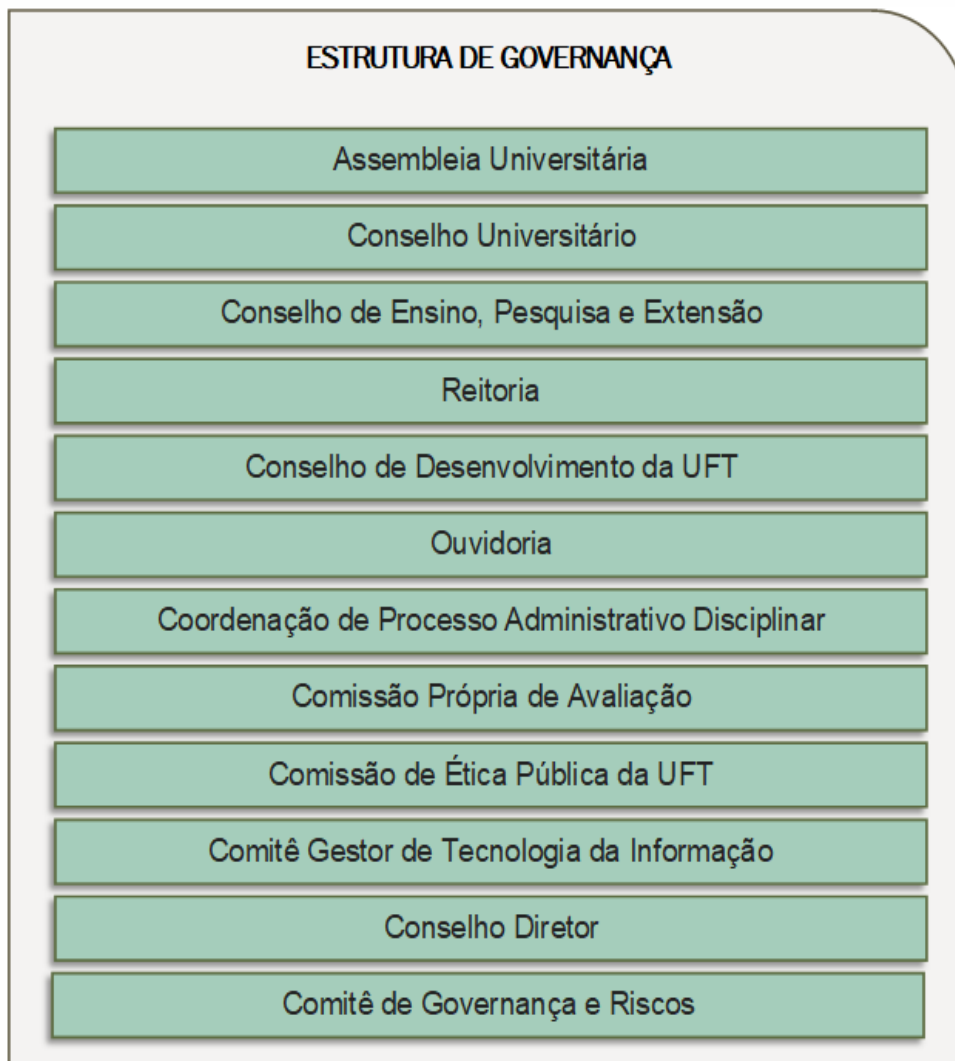 ESTRUTURA DE GOVERNANÇA
Assembleia Universitária
Conselho Universitário
Conselho de Ensino, Pesquisa e Extensão
Reitoria
Conselho de Desenvolvimento da UFT
Ouvidoria
Coordenação de Processo Administrativo Disciplinar
Comissão Própria de Avaliação
Comissão de Ética Pública da UFT
Comitê Gestor de Tecnologia da Informação
Conselho Diretor
Comitê de Governança e Riscos